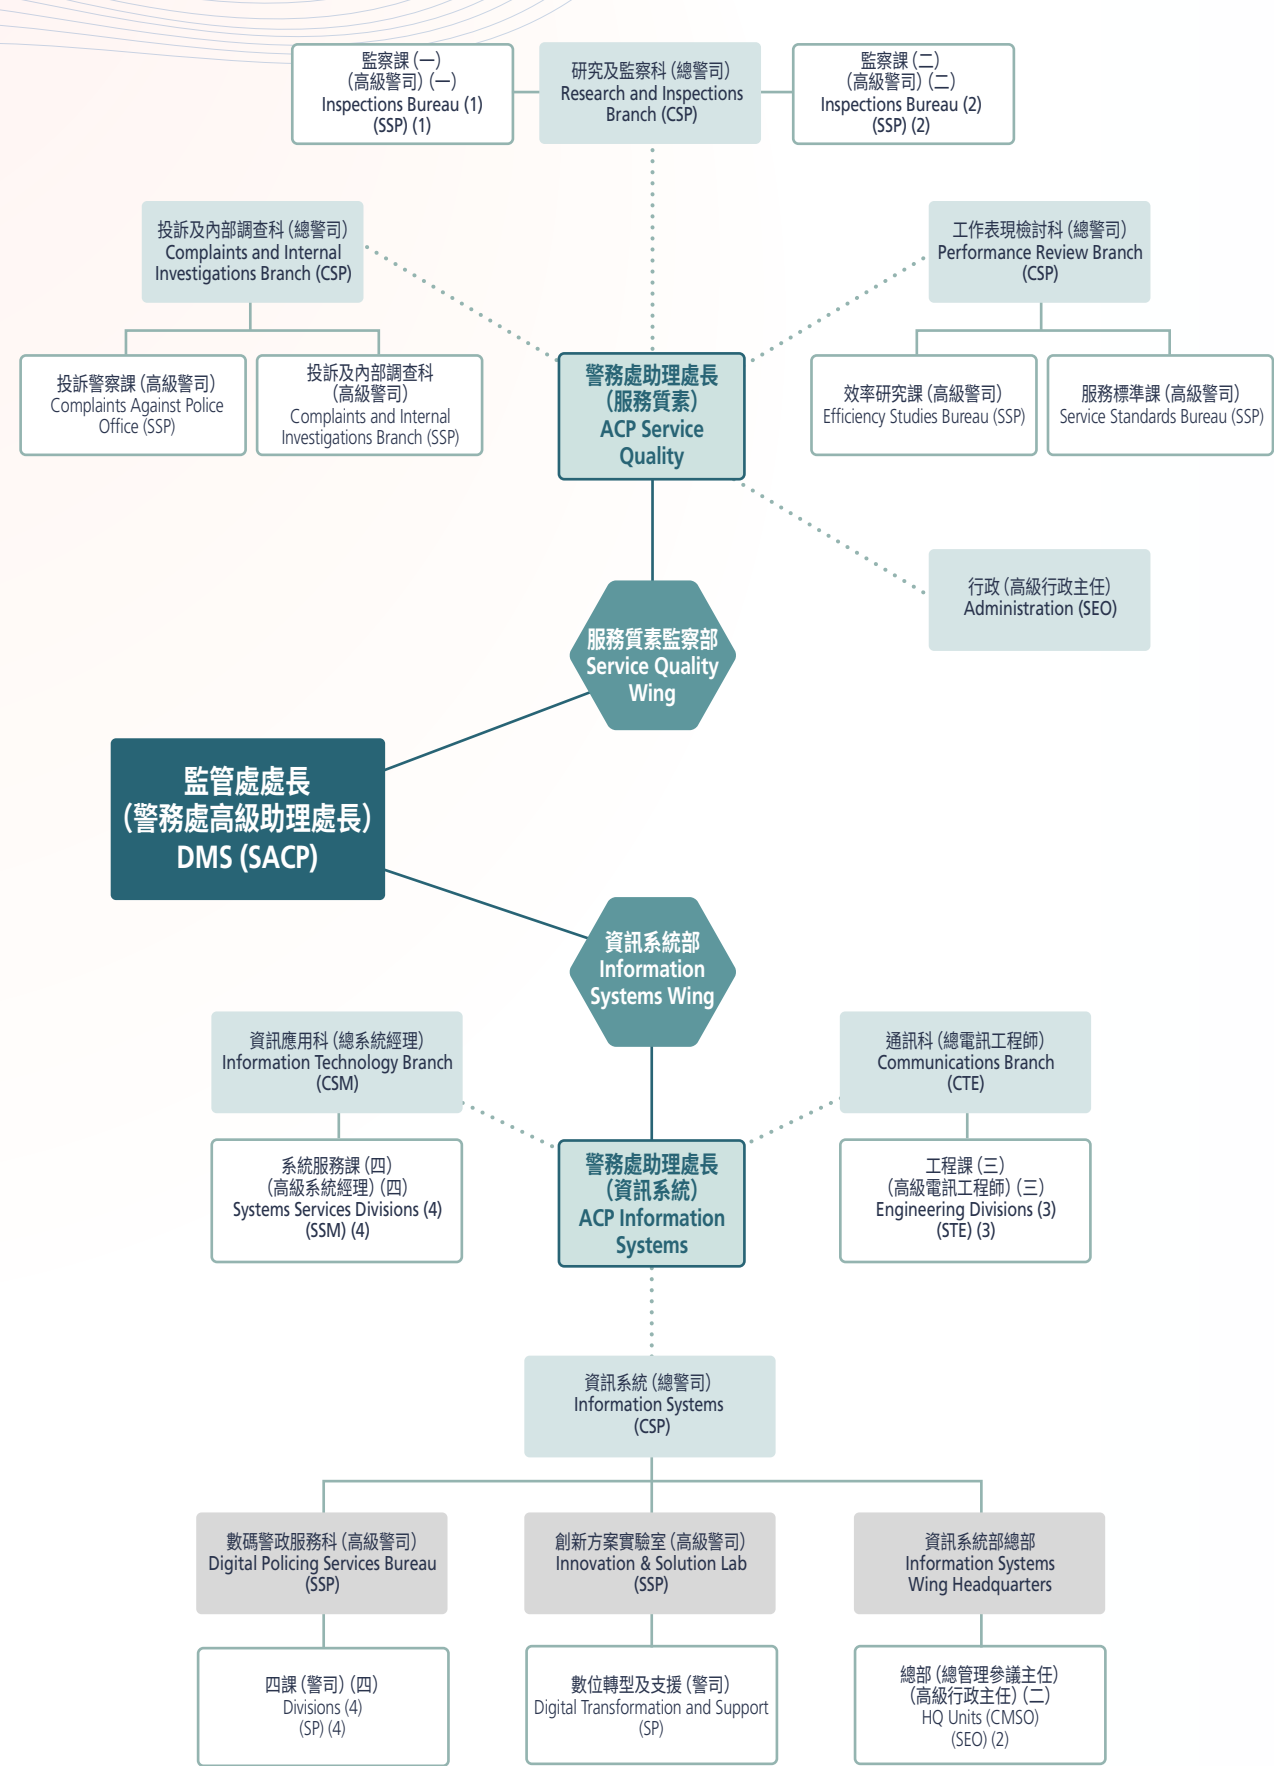 監察課 (一)
(高級警司) (一)
Inspections Bureau (1)
(SSP) (1)
研究及監察科 (總警司)
Research and Inspections
Branch (CSP)
監察課 (二)
(高級警司) (二)
Inspections Bureau (2)
(SSP) (2)
投訴及內部調查科 (總警司)
Complaints and Internal
Investigations Branch (CSP)
工作表現檢討科 (總警司)
Performance Review Branch
(CSP)
投訴警察課 (高級警司)
Complaints Against Police
Office (SSP)
投訴及內部調查科
(高級警司)
Complaints and Internal
Investigations Branch (SSP)
警務處助理處長
(服務質素)
ACP Service
Quality
效率研究課 (高級警司)
Efficiency Studies Bureau (SSP)
服務標準課 (高級警司)
Service Standards Bureau (SSP)
行政 (高級行政主任)
Administration (SEO)
服務質素監察部
Service Quality
Wing
監管處處長
(警務處高級助理處長)
DMS (SACP)
資訊系統部
Information
Systems Wing
資訊應用科 (總系統經理)
Information Technology Branch
(CSM)
通訊科 (總電訊工程師)
Communications Branch
(CTE)
系統服務課 (四)
(高級系統經理) (四)
Systems Services Divisions (4)
(SSM) (4)
警務處助理處長
(資訊系統)
ACP Information
Systems
工程課 (三)
(高級電訊工程師) (三)
Engineering Divisions (3)
(STE) (3)
資訊系統 (總警司)
Information Systems
(CSP)
數碼警政服務科 (高級警司)
Digital Policing Services Bureau
(SSP)
創新方案實驗室 (高級警司)
Innovation & Solution Lab
(SSP)
資訊系統部總部
Information Systems
Wing Headquarters
四課 (警司) (四)
Divisions (4)
(SP) (4)
數位轉型及支援 (警司)
Digital Transformation and Support
(SP)
總部 (總管理參議主任)
(高級行政主任) (二)
HQ Units (CMSO)
(SEO) (2)